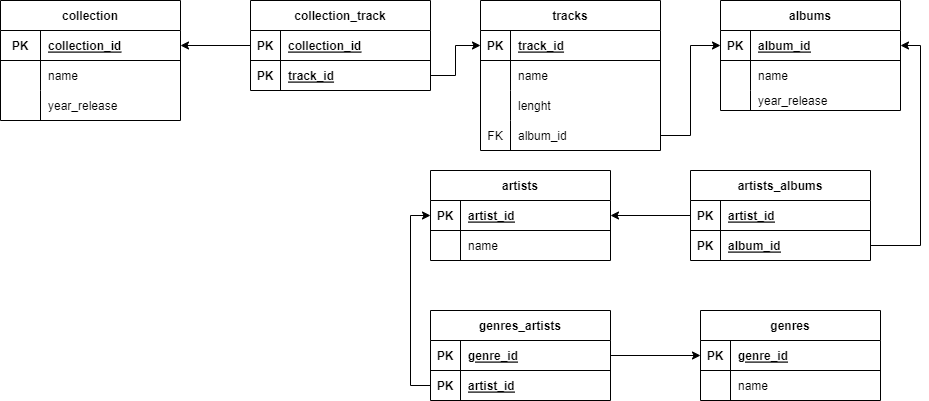 collection
PK collection_id
name
year_release
collection_track
PK collection_id
PK track_id
tracks
PK track_id
name
lenght
FK album_id
albums
PK album_id
name
year_release
artists
PK artist_id
name
artists_albums
PK artist_id
PK album_id
genres_artists
PK genre_id
PK artist_id
genres
PK genre_id
name